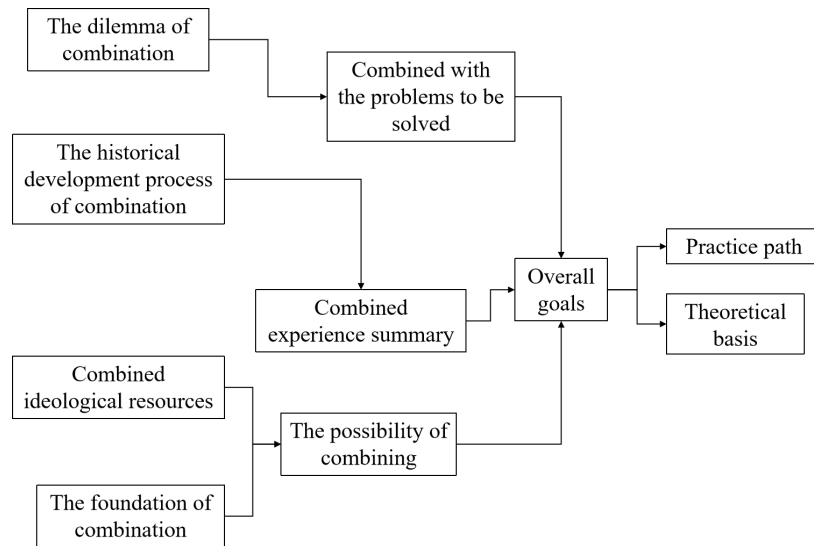 The dilemma of
combination
Combined with
the problems to be
solved
The historical
development process
of combination
Practice path
Overall
goals
Combined
experience summary
Theoretical
basis
Combined
ideological resources
The possibility of
combining
The foundation of
combination